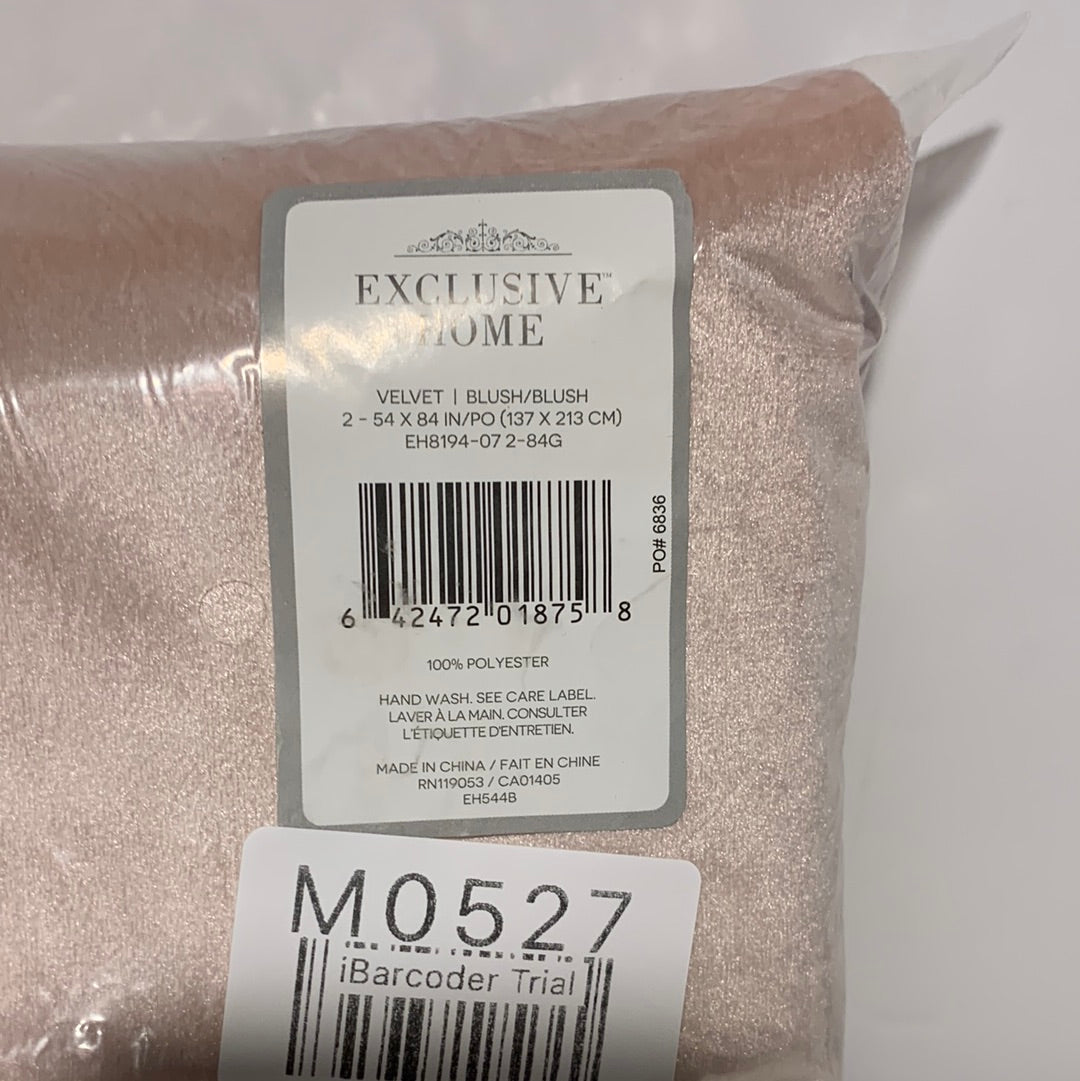 EXCLUSIVE™
HOME
VELVET | BLUSH/BLUSH
2 - 54 X 84 IN/PO (137 X 213 CM)
EH8194-07 2-84G
PO# 6836
6 42472 01875 8
100% POLYESTER
HAND WASH. SEE CARE LABEL.
LAVER À LA MAIN. CONSULTER
L'ÉTIQUETTE D'ENTRETIEN.
MADE IN CHINA / FAIT EN CHINE
RN119053 / CA01405
EH544B
M0527
iBarcoder Trial